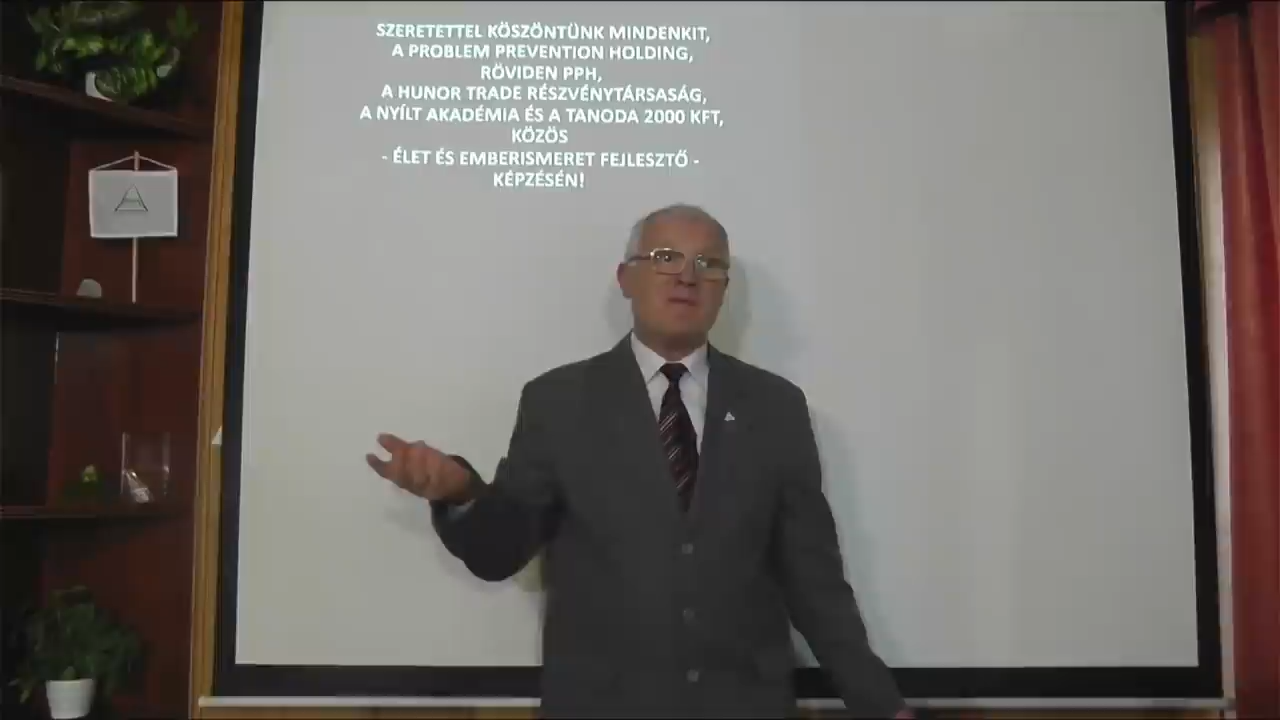 SZERETETTEL KÖSZÖNTÜNK MINDENKIT,
A PROBLEM PREVENTION HOLDING,
RÖVIDEN PPH,
A HUNOR TRADE RÉSZVÉNYTÁRSASÁG,
A NYÍLT AKADÉMIA ÉS A TANODA 2000 KFT,
KÖZÖS
- ÉLET ÉS EMBERISMERET FEJLESZTŐ -
KÉPZÉSÉN!